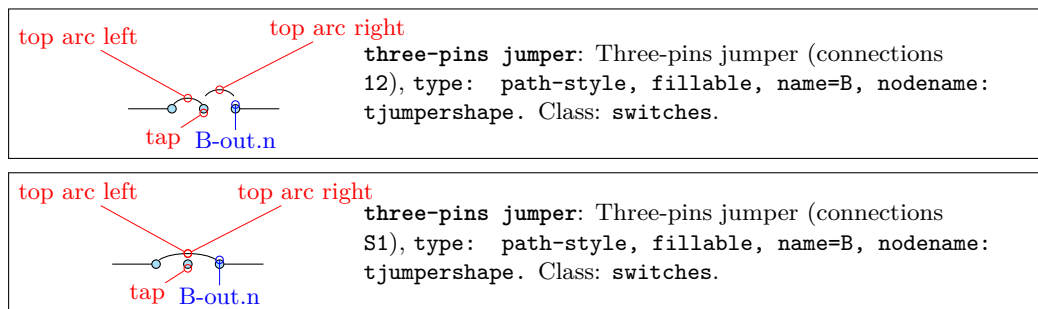 top arc left
top arc right
tap
B-out.n
three-pins jumper: Three-pins jumper (connections
12), type: path-style, fillable, name=B, nodename:
tjumpershape. Class: switches.
top arc left
top arc right
tap
B-out.n
three-pins jumper: Three-pins jumper (connections
S1), type: path-style, fillable, name=B, nodename:
tjumpershape. Class: switches.